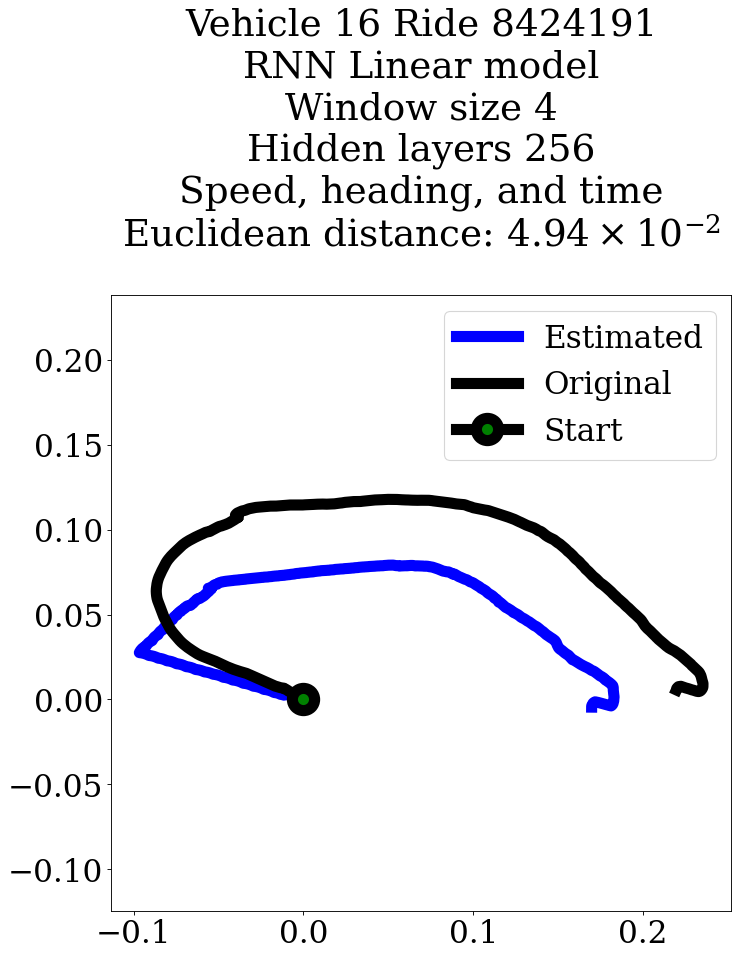 Vehicle 16 Ride 8424191
RNN Linear model
Window size 4
Hidden layers 256
Speed, heading, and time
Euclidean distance: 4.94 × 10⁻²
Estimated
Original
Start
0.20
0.15
0.10
0.05
0.00
−0.05
−0.10
−0.1 0.0 0.1 0.2